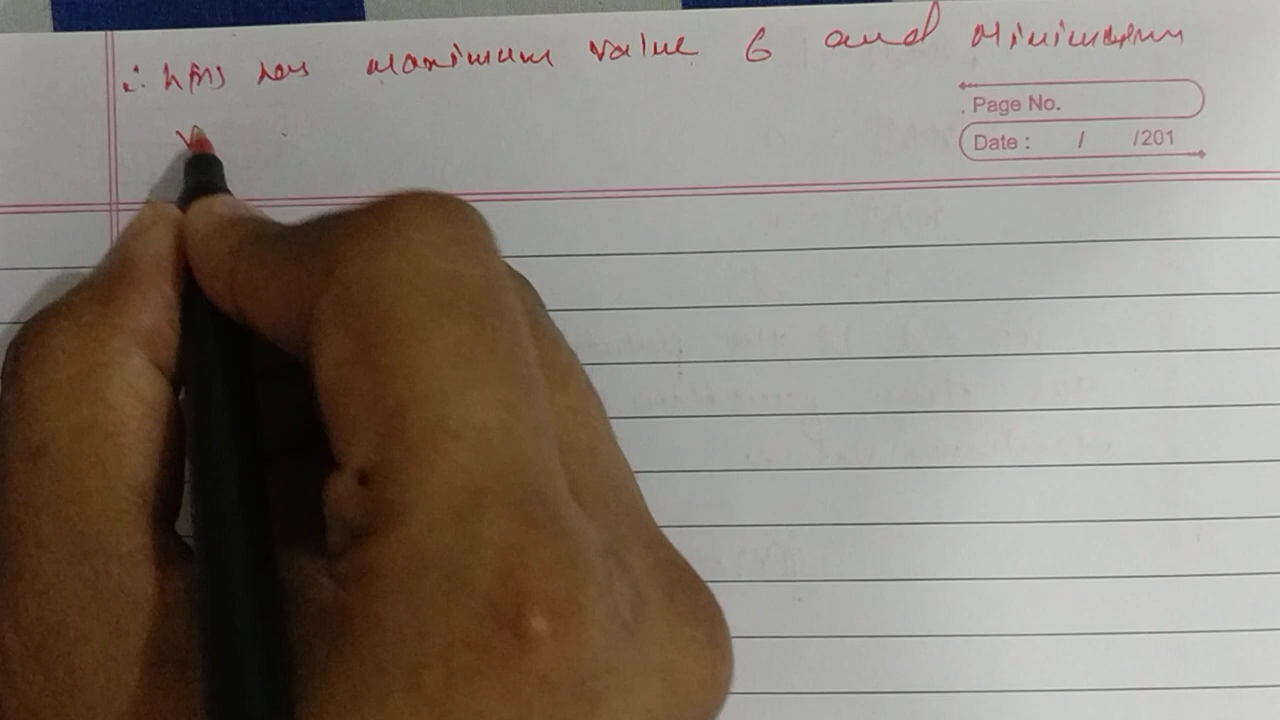 ∴ h(x) has maximum value 6 and Minimum
Page No.
Date : / /201